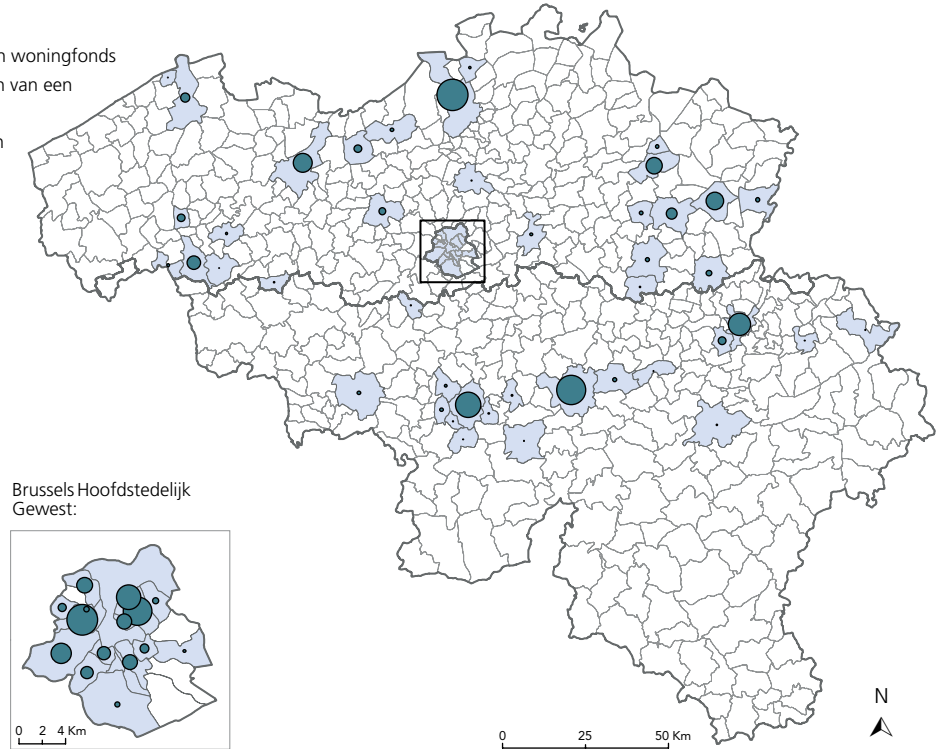 n woningfonds
n van een
n
Brussels Hoofdstedelijk
Gewest:
0 2 4 Km
0 25 50 Km
N